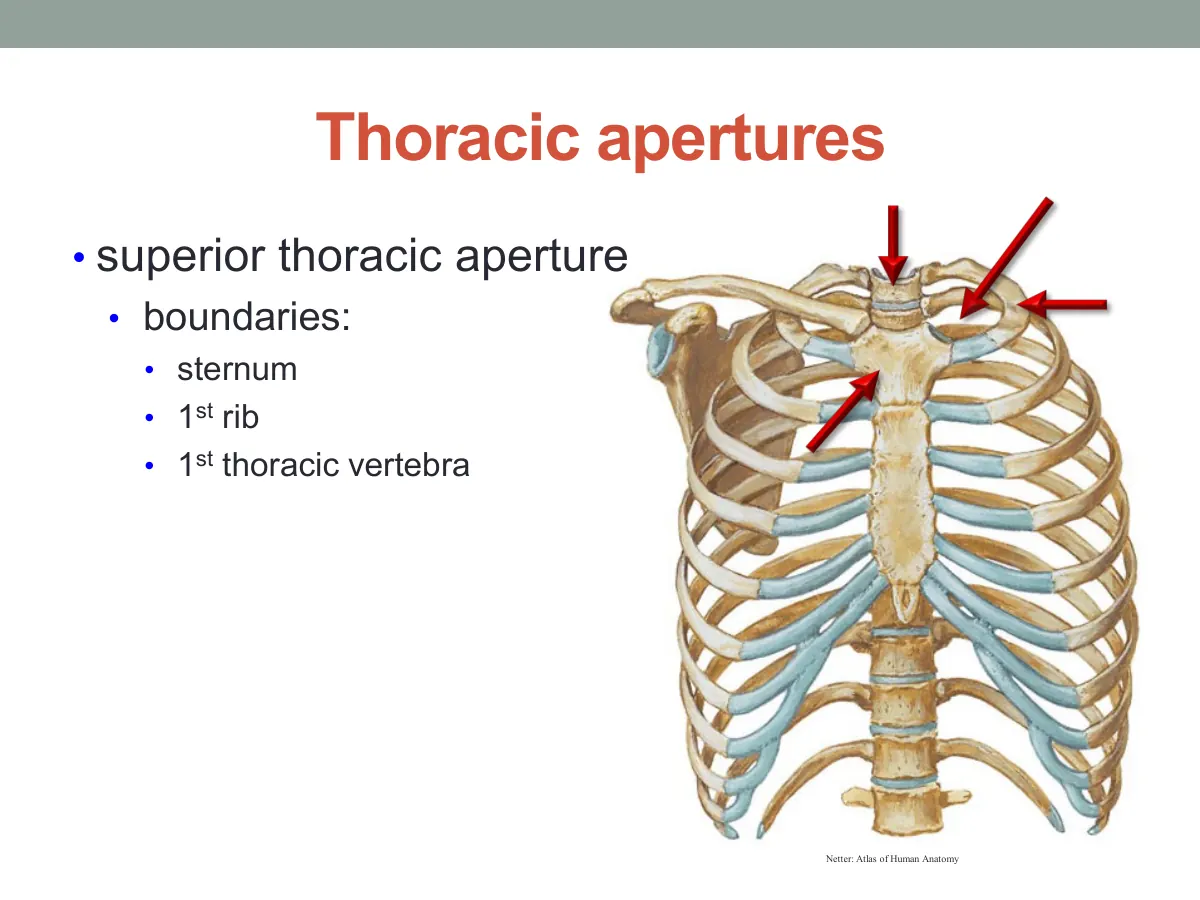 Thoracic apertures
• superior thoracic aperture
• boundaries:
• sternum
• 1st rib
• 1st thoracic vertebra
Netter: Atlas of Human Anatomy